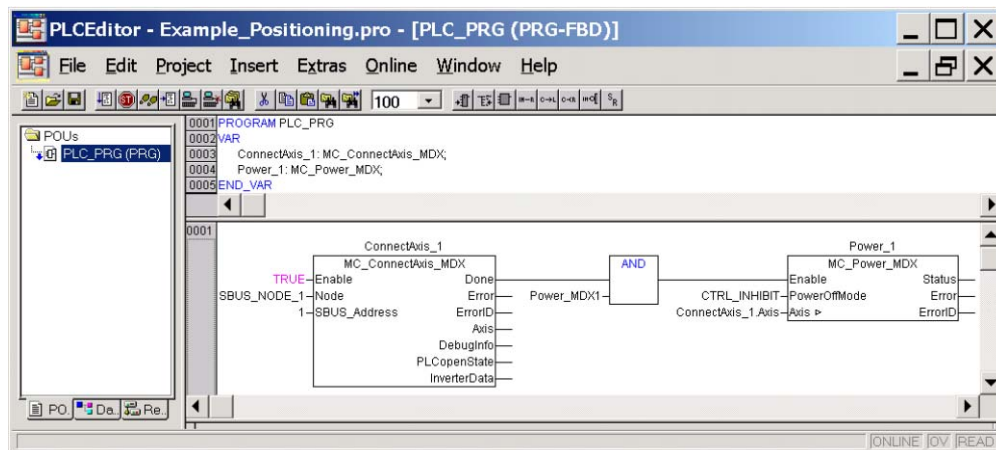 PLCEditor - Example_Positioning.pro - [PLC_PRG (PRG-FBD)]
File Edit Project Insert Extras Online Window Help
100
POUs
PLC_PRG (PRG)
PO.. Da.. Re..
0001 PROGRAM PLC_PRG
0002 VAR
0003 ConnectAxis_1: MC_ConnectAxis_MDX;
0004 Power_1: MC_Power_MDX;
0005 END_VAR
0001
ConnectAxis_1
MC_ConnectAxis_MDX
TRUE Enable Done
SBUS_NODE_1 Node Error
1 SBUS_Address ErrorID
Axis
DebugInfo
PLCopenState
InverterData
AND
Power_MDX1
Power_1
MC_Power_MDX
Enable Status
CTRL_INHIBIT PowerOffMode Error
ConnectAxis_1.Axis Axis ▹ ErrorID
ONLINE OV READ